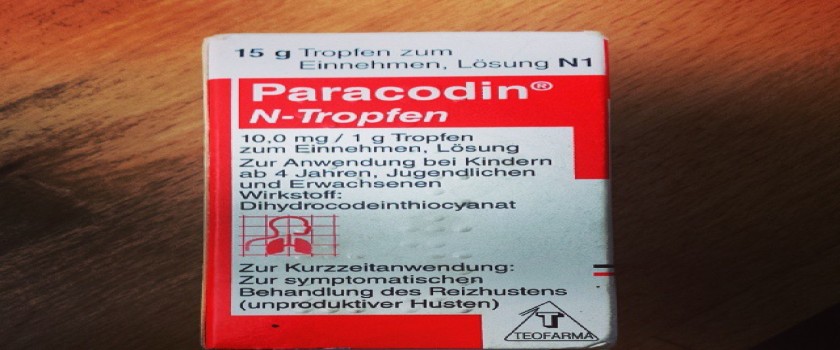 15 g Tropfen zum
Einnehmen, Lösung N1
Paracodin®
N-Tropfen
10,0 mg / 1 g Tropfen
zum Einnehmen, Lösung
Zur Anwendung bei Kindern
ab 4 Jahren, Jugendlichen
und Erwachsenen
Wirkstoff:
Dihydrocodeinthiocyanat
Zur Kurzzeitanwendung:
Zur symptomatischen
Behandlung des Reizhustens
(unproduktiver Husten)
T
TEOFARMA